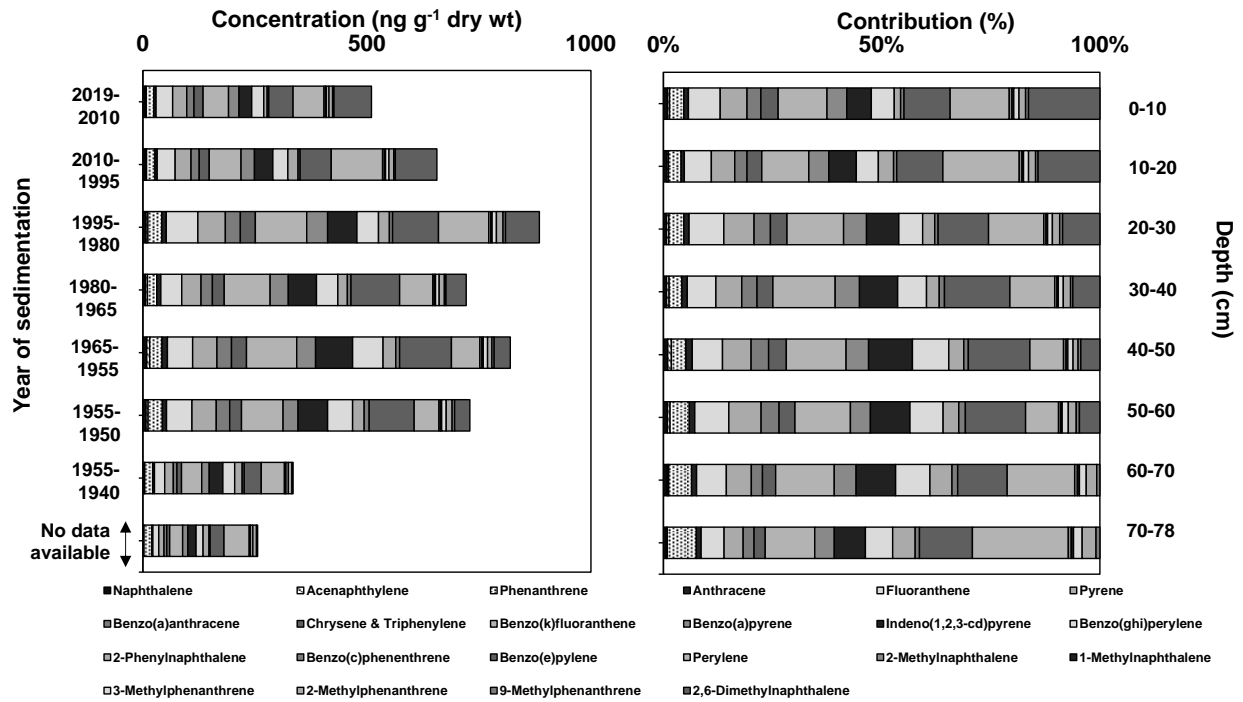 Concentration (ng g-1 dry wt)
0 500 1000
Contribution (%)
0% 50% 100%
Year of sedimentation
2019-
2010
2010-
1995
1995-
1980
1980-
1965
1965-
1955
1955-
1950
1955-
1940
No data
available
0-10
10-20
20-30
30-40
40-50
50-60
60-70
70-78
Depth (cm)
Naphthalene Acenaphthylene Phenanthrene Anthracene Fluoranthene Pyrene
Benzo(a)anthracene Chrysene & Triphenylene Benzo(k)fluoranthene Benzo(a)pyrene Indeno(1,2,3-cd)pyrene Benzo(ghi)perylene
2-Phenylnaphthalene Benzo(c)phenenthrene Benzo(e)pylene Perylene 2-Methylnaphthalene 1-Methylnaphthalene
3-Methylphenanthrene 2-Methylphenanthrene 9-Methylphenanthrene 2,6-Dimethylnaphthalene